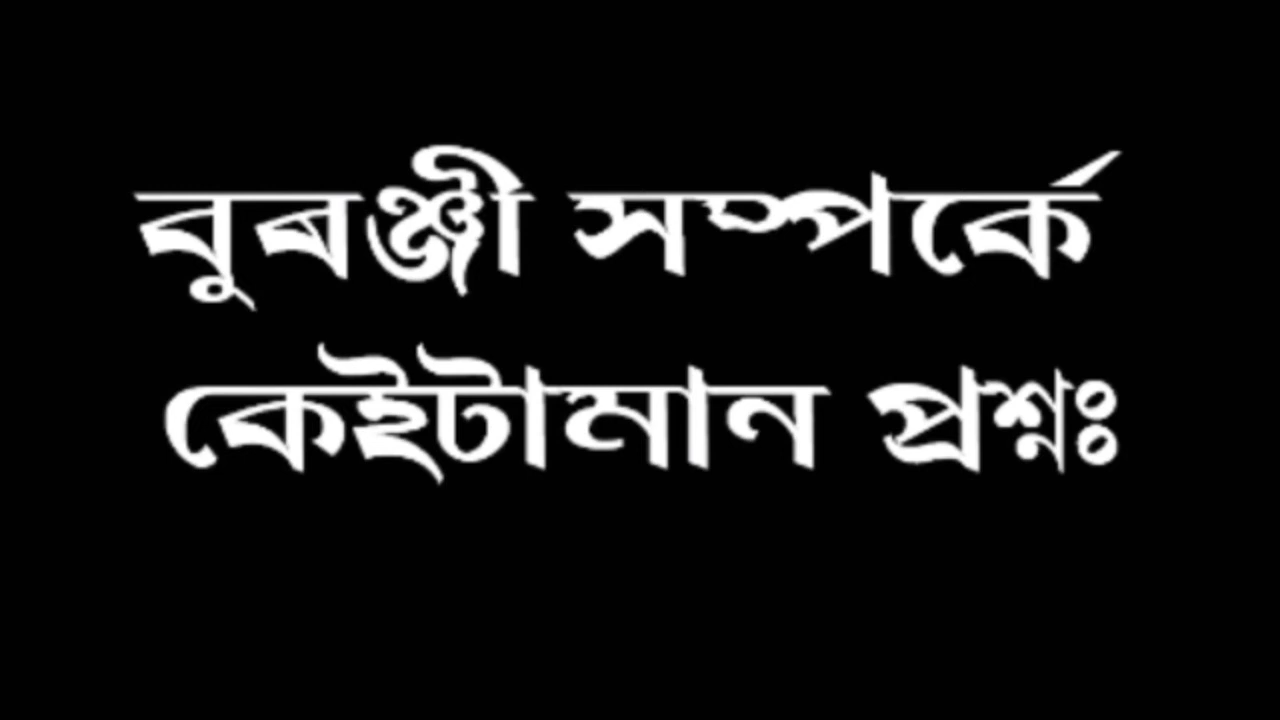 বুৰঞ্জী সম্পৰ্কে
কেইটামান প্ৰশ্নঃ